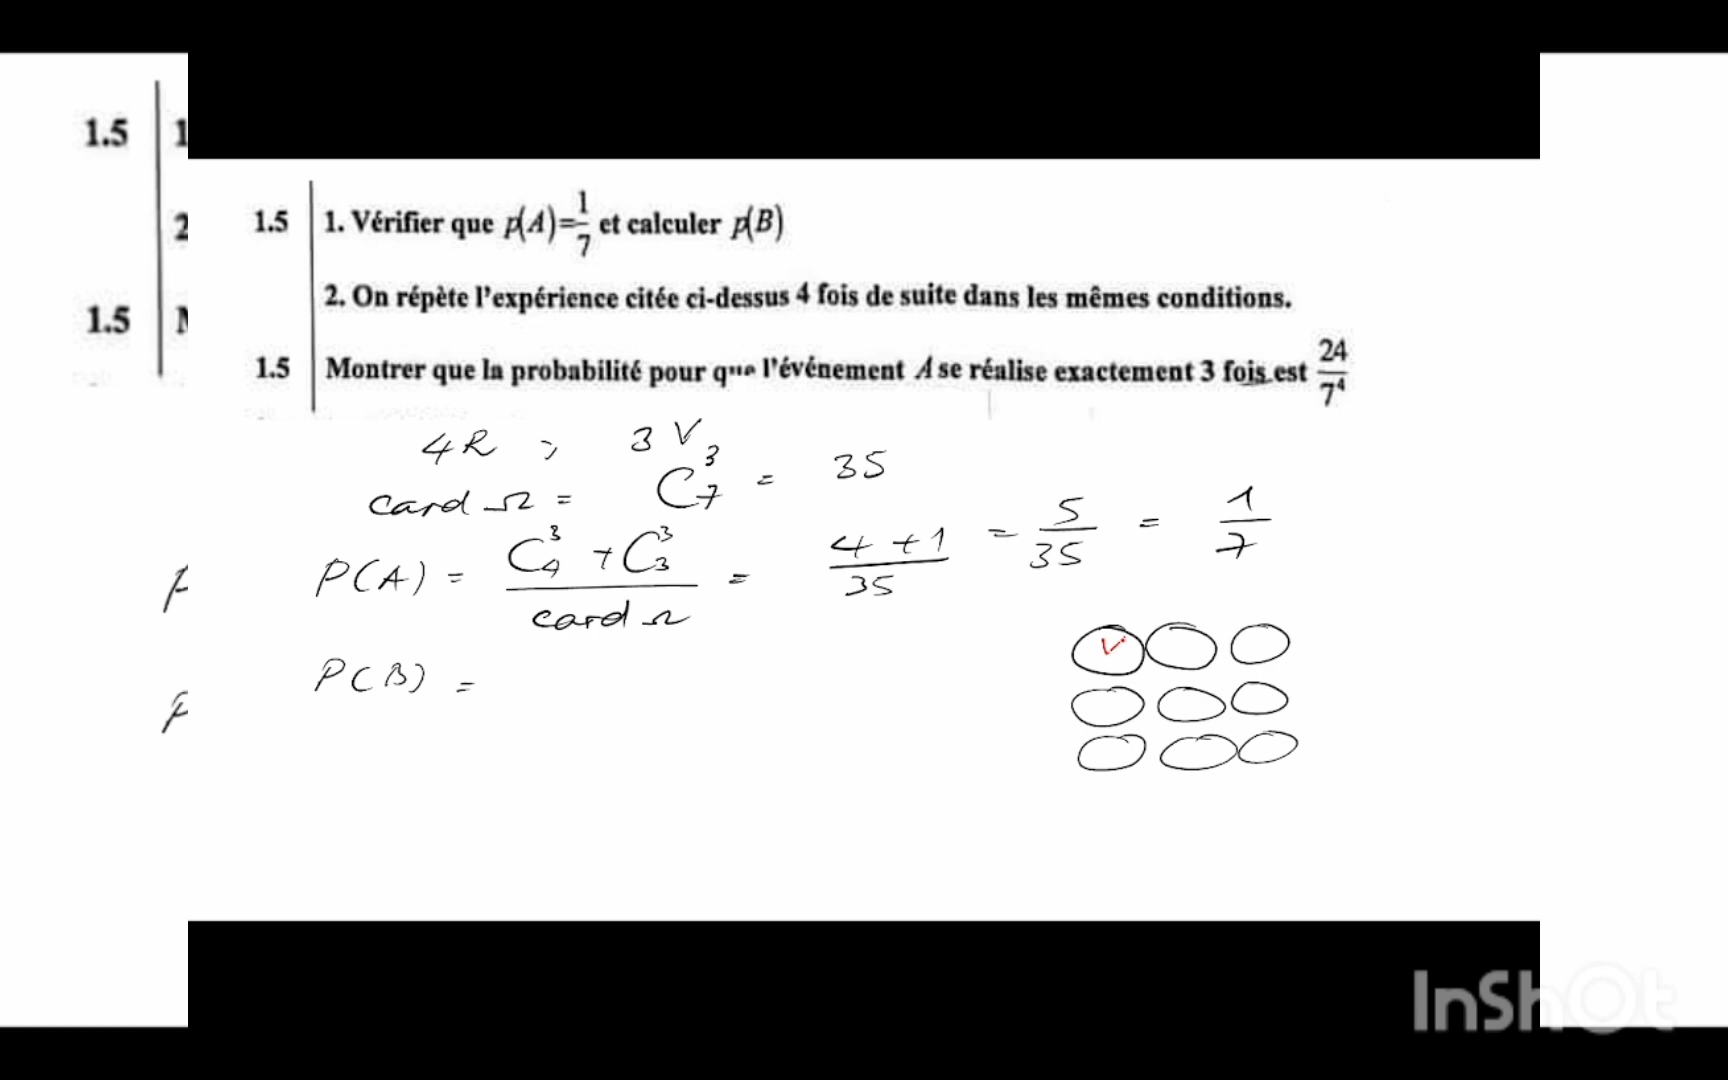 1.5 1
2
1.5
1.5 1. Vérifier que p(A)=1/7 et calculer p(B)
2. On répète l'expérience citée ci-dessus 4 fois de suite dans les mêmes conditions.
1.5 Montrer que la probabilité pour que l'événement A se réalise exactement 3 fois est 24/7⁴
4R , 3V
card Ω = C₇³ = 35
P(A) = (C₄³ + C₃³)/(card Ω) = (4+1)/35 = 5/35 = 1/7
V
P(B) =
InShOt